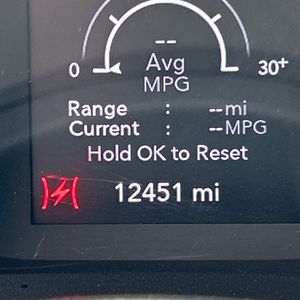 --
0 Avg 30+
MPG
Range : --mi
Current : --MPG
Hold OK to Reset
12451 mi